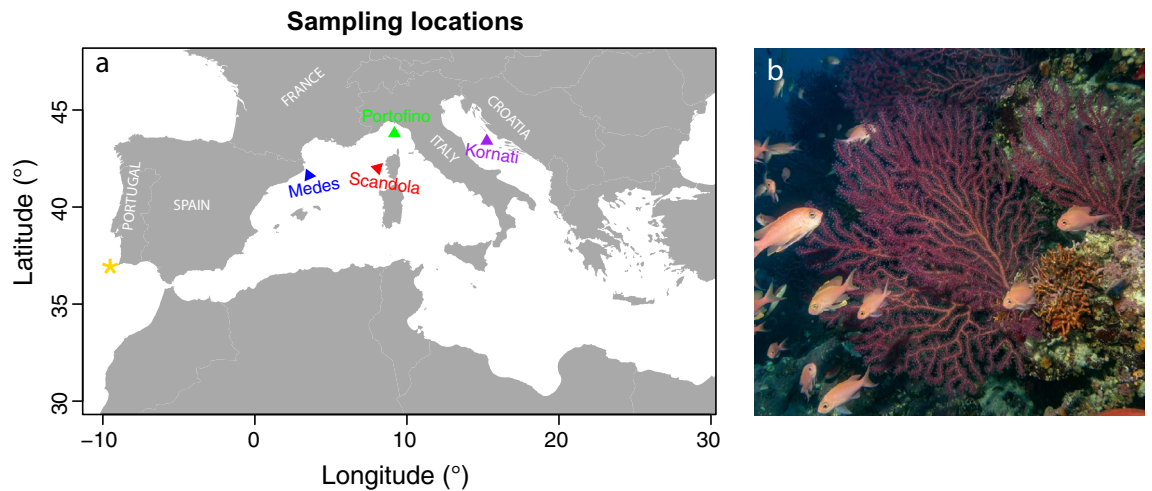 Sampling locations
a
b
FRANCE
CROATIA
Portofino
ITALY
Kornati
Medes
Scandola
PORTUGAL
SPAIN
Latitude (°)
45
40
35
30
−10
0
10
20
30
Longitude (°)